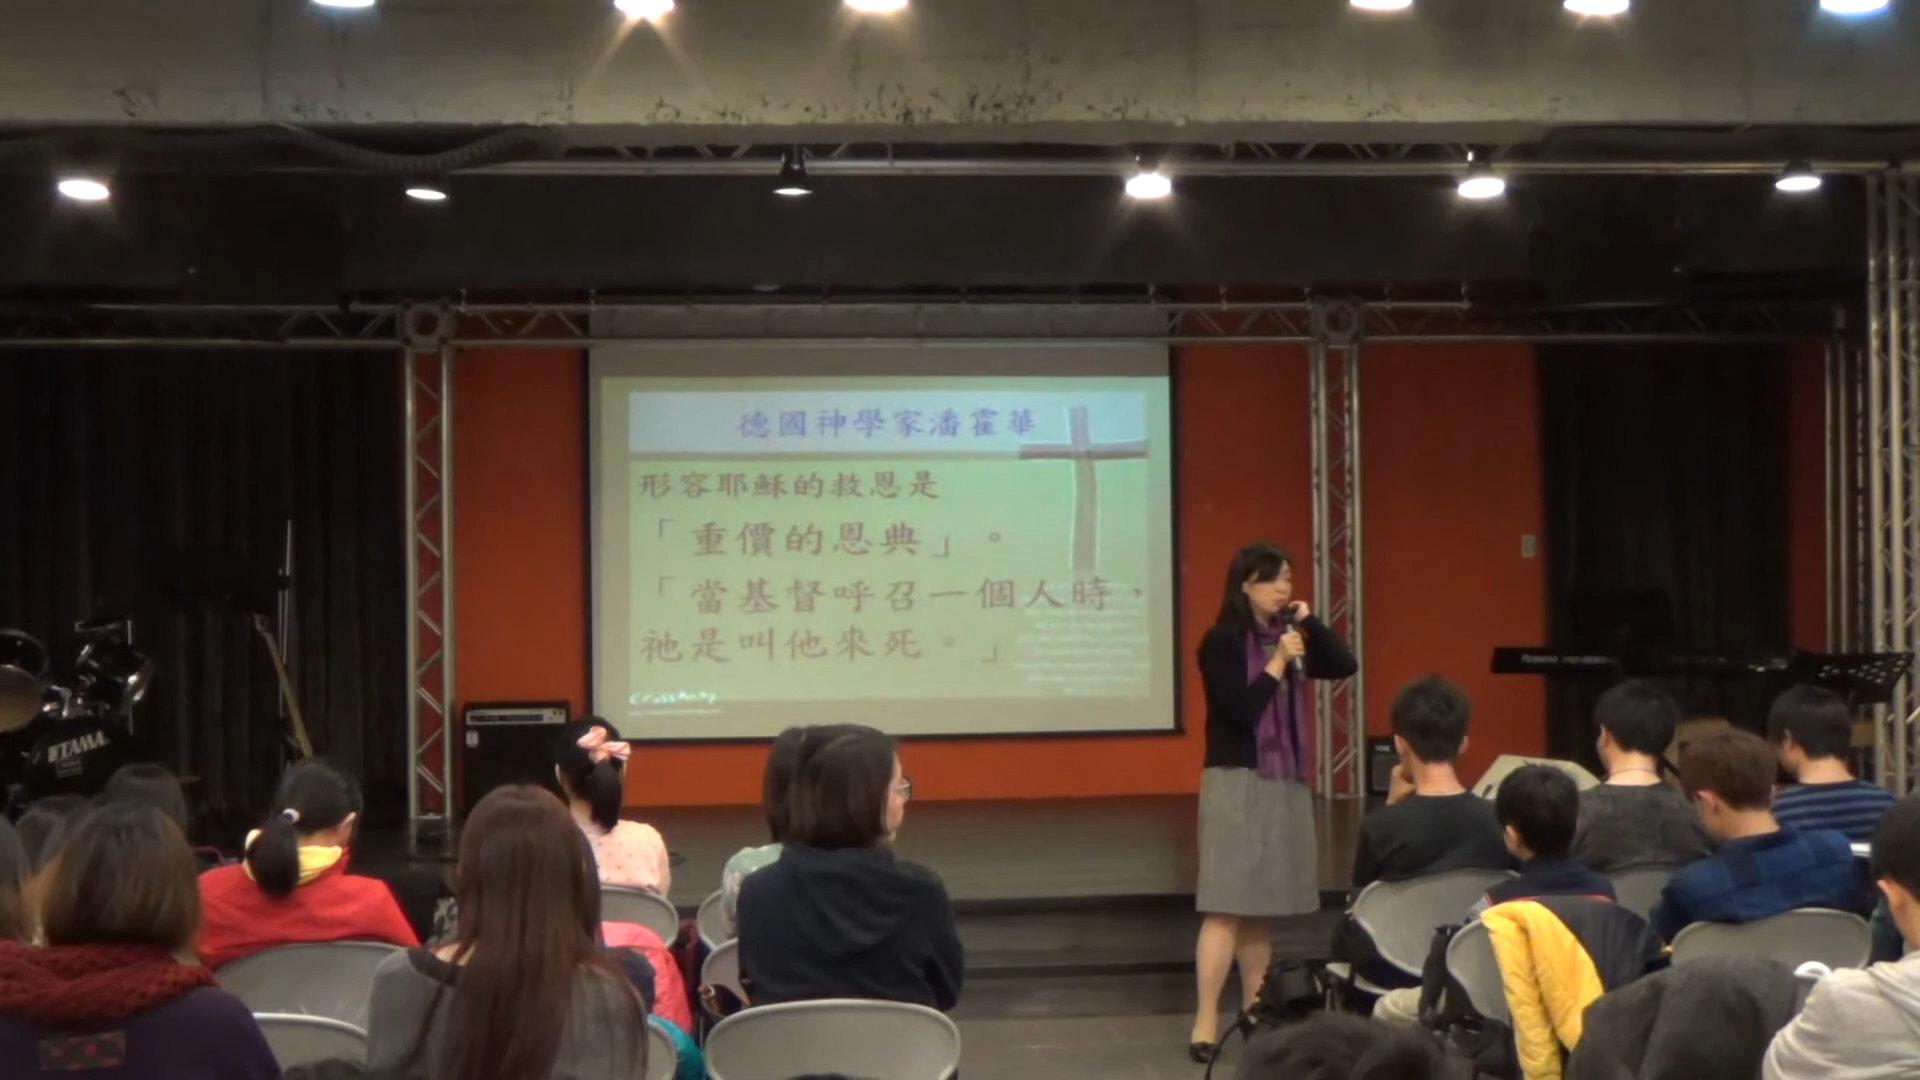 德國神學家潘霍華
形容耶穌的救恩是
「重價的恩典」。
「當基督呼召一個人時，
祂是叫他來死。」
TAMA